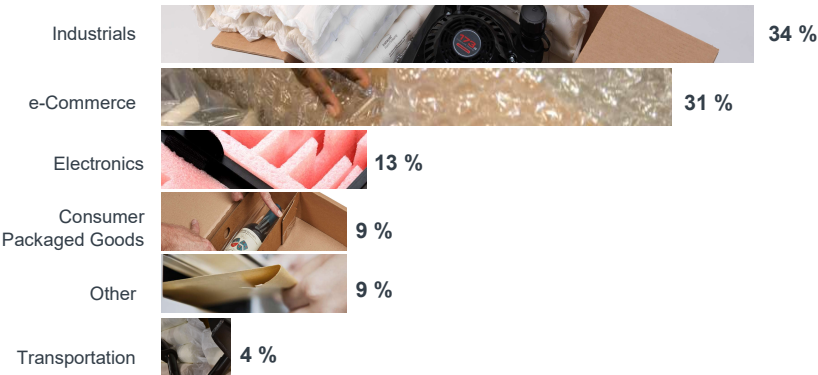 Industrials
34 %
e-Commerce
31 %
Electronics
13 %
Consumer
Packaged Goods
9 %
Other
9 %
Transportation
4 %